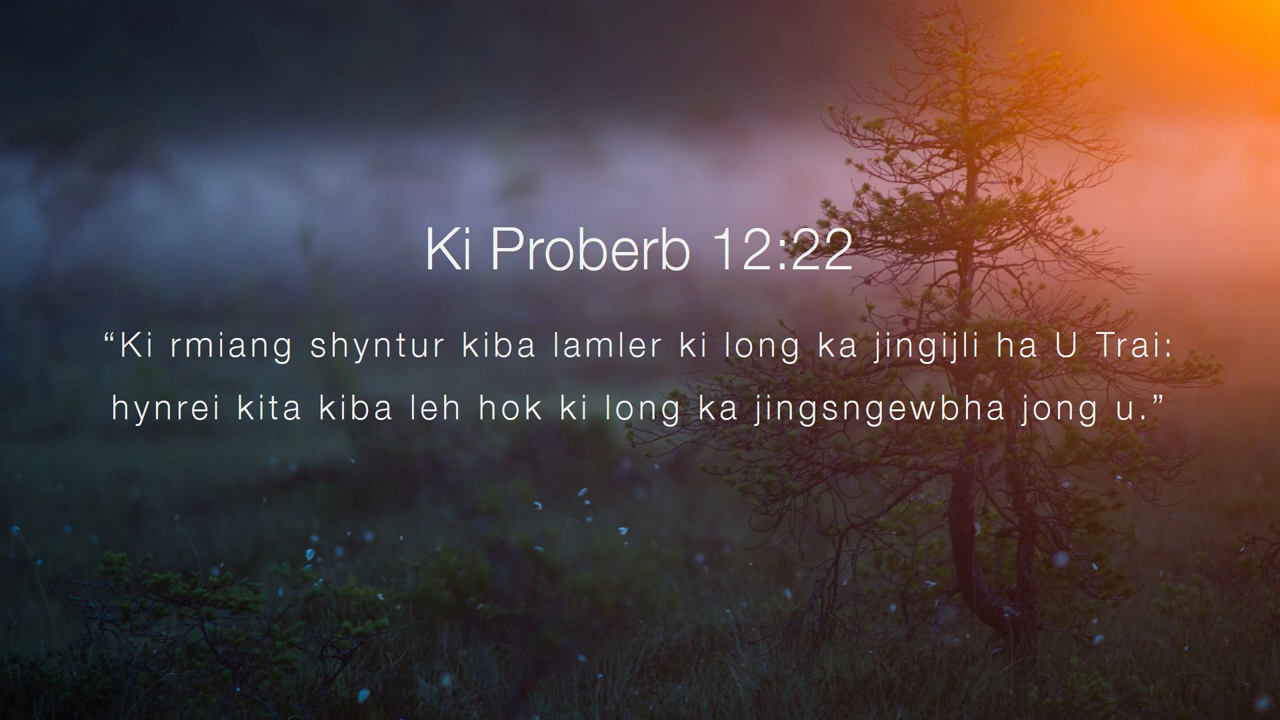 Ki Proberb 12:22
“Ki rmiang shyntur kiba lamler ki long ka jingijli ha U Trai:
hynrei kita kiba leh hok ki long ka jingsngewbha jong u.”